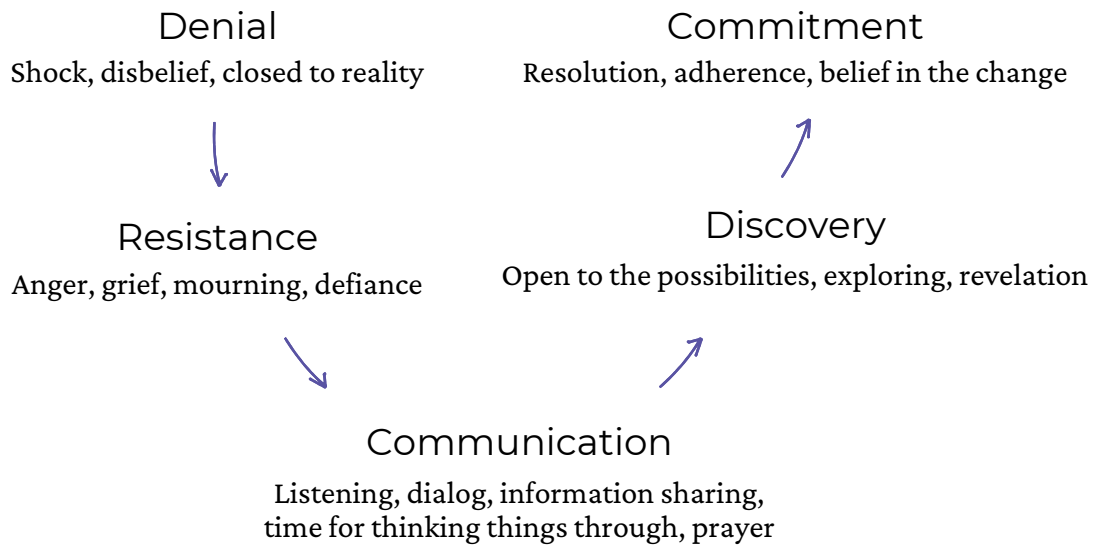 Denial
Shock, disbelief, closed to reality
Resistance
Anger, grief, mourning, defiance
Communication
Listening, dialog, information sharing,
time for thinking things through, prayer
Discovery
Open to the possibilities, exploring, revelation
Commitment
Resolution, adherence, belief in the change